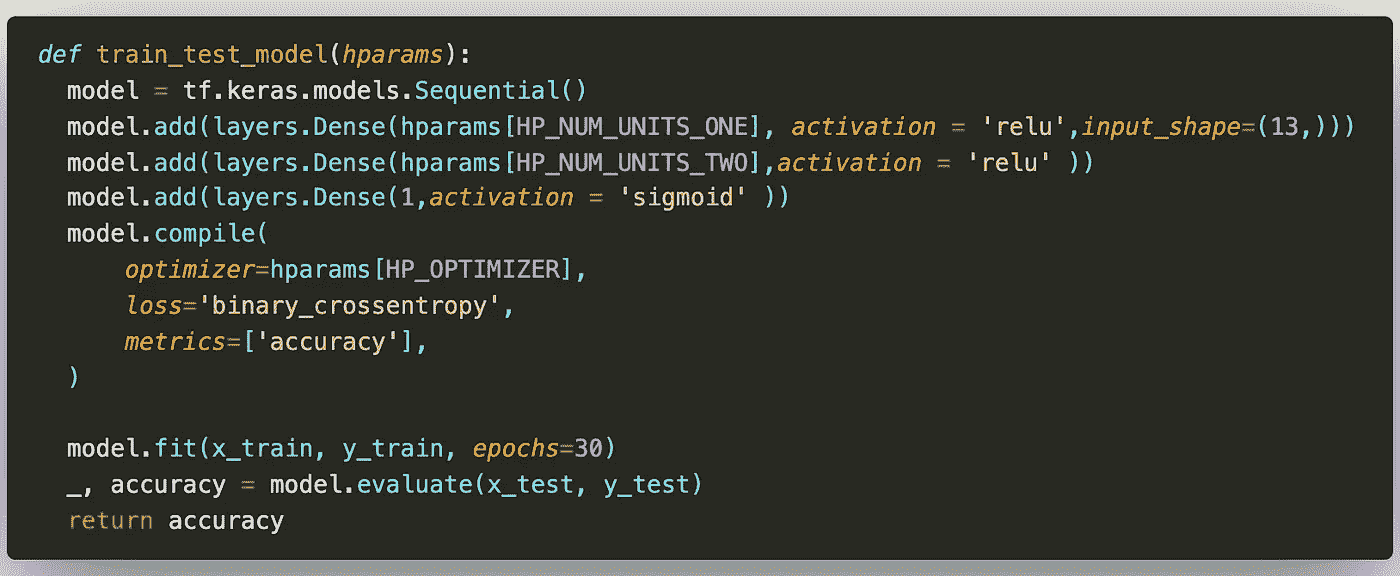 def train_test_model(hparams):
  model = tf.keras.models.Sequential()
  model.add(layers.Dense(hparams[HP_NUM_UNITS_ONE], activation = 'relu',input_shape=(13,)))
  model.add(layers.Dense(hparams[HP_NUM_UNITS_TWO],activation = 'relu' ))
  model.add(layers.Dense(1,activation = 'sigmoid' ))
  model.compile(
      optimizer=hparams[HP_OPTIMIZER],
      loss='binary_crossentropy',
      metrics=['accuracy'],
  )

  model.fit(x_train, y_train, epochs=30)
  _, accuracy = model.evaluate(x_test, y_test)
  return accuracy